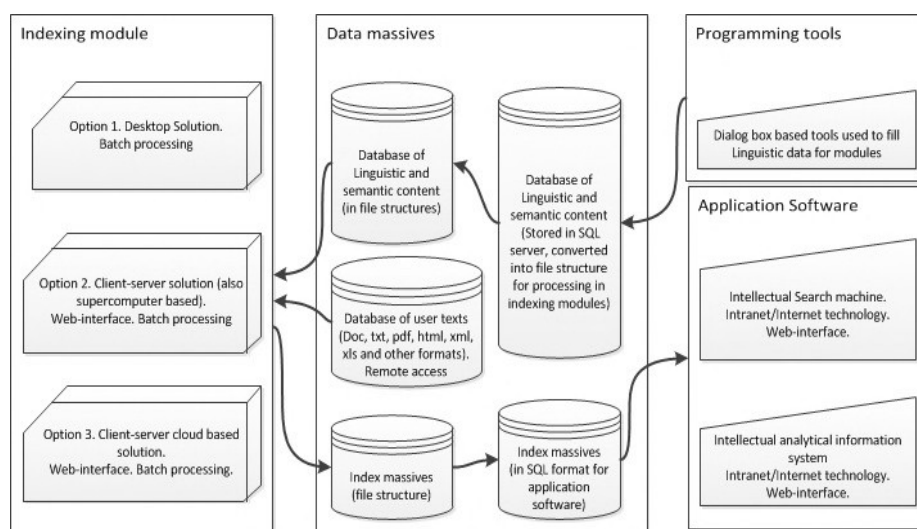 Indexing module
Option 1. Desktop Solution.
Batch processing
Option 2. Client-server solution (also
supercomputer based).
Web-interface. Batch processing
Option 3. Client-server cloud based
solution.
Web-interface. Batch processing.
Data massives
Database of
Linguistic and
semantic content
(in file structures)
Database of
Linguistic and
semantic content
(Stored in SQL
server, converted
into file structure
for processing in
indexing modules)
Database of user texts
(Doc, txt, pdf, html, xml,
xls and other formats).
Remote access
Index massives
(file structure)
Index massives
(in SQL format for
application
software)
Programming tools
Dialog box based tools used to fill
Linguistic data for modules
Application Software
Intellectual Search machine.
Intranet/Internet technology.
Web-interface.
Intellectual analytical information
system
Intranet/Internet technology.
Web-interface.